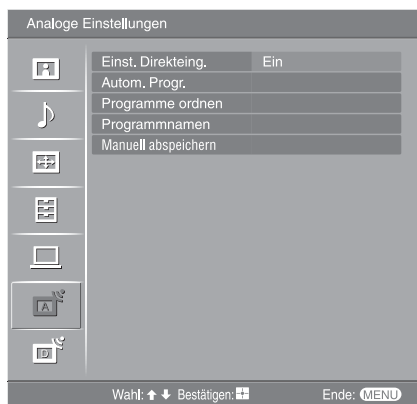 Analoge Einstellungen
Einst. Direkteing. Ein
Autom. Progr.
Programme ordnen
Programmnamen
Manuell abspeichern
A
D
Wahl: ↑ ↓ Bestätigen: Ende: MENU